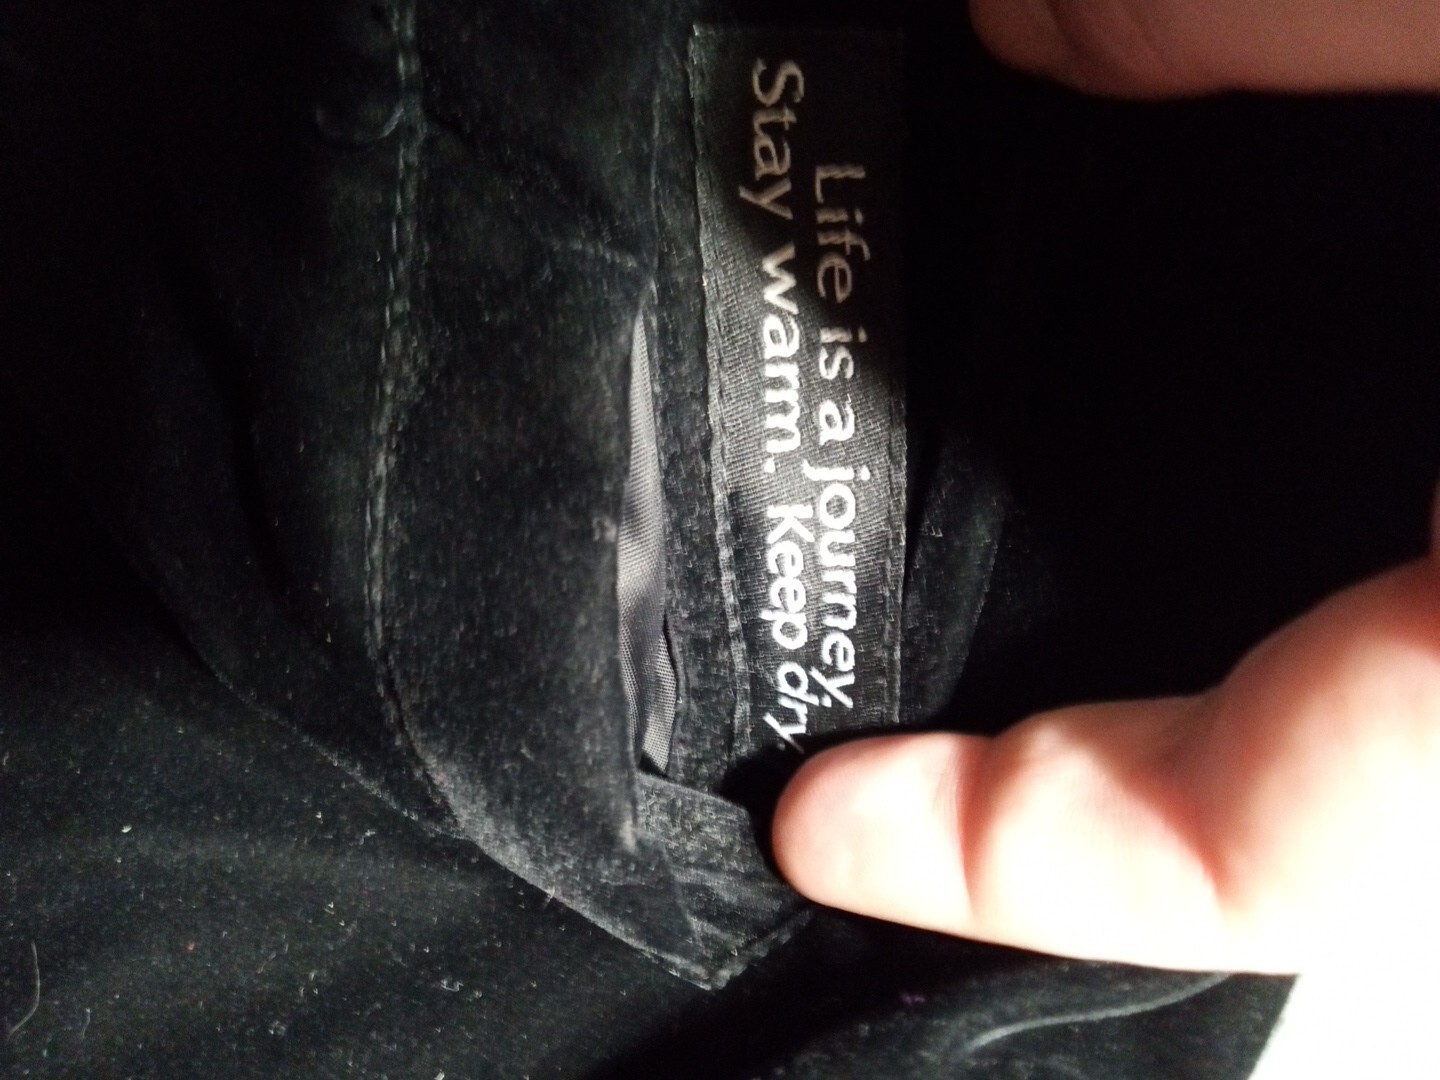 Life is a journey.
Stay warm. Keep dry.